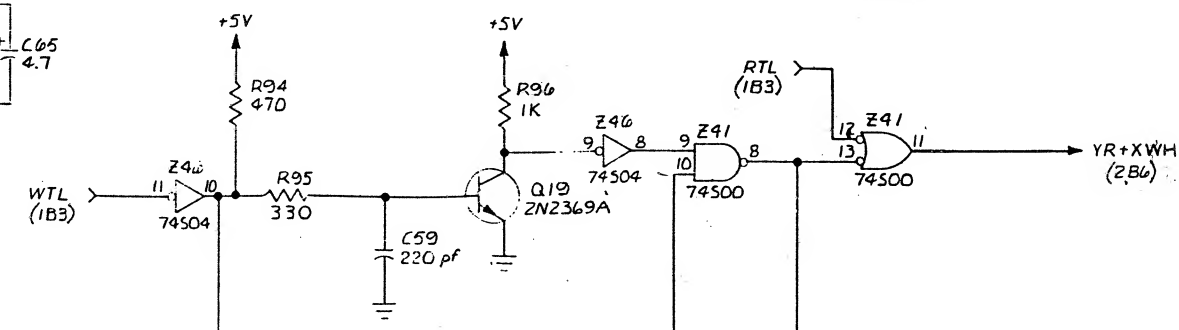 +5V
+5V
+ C65
4.7
R94
470
R96
1K
RTL
(1B3)
Z46
9 8
74S04
9 Z41
10 8
74S00
12 Z41
13 11
74S00
YR+XWH
(2B6)
WTL
(1B3)
11 10
74S04
R95
330
Q19
2N2369A
C59
220 pf